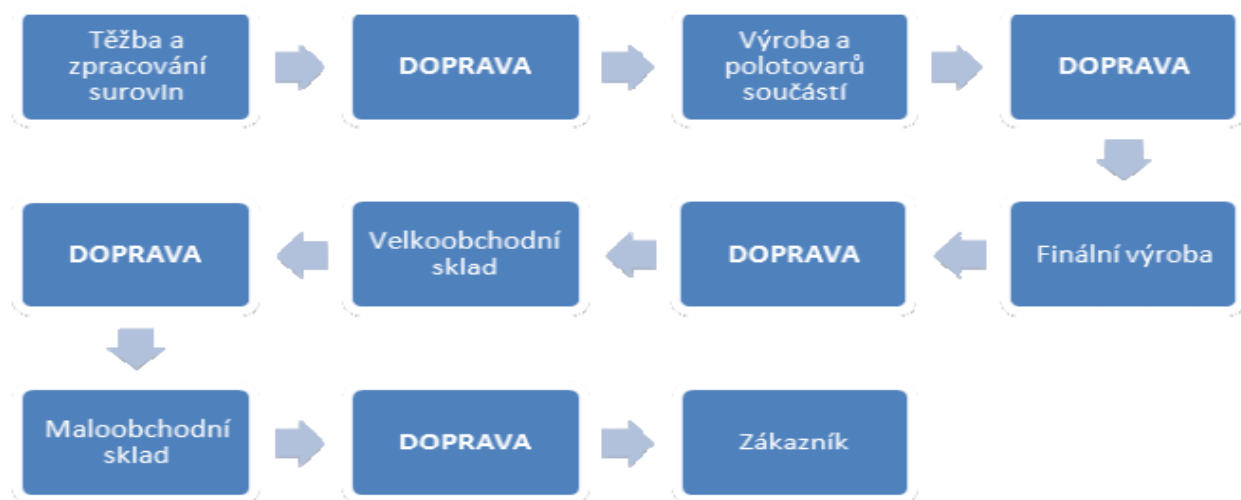 Těžba a
zpracování
surovin
DOPRAVA
Výroba a
polotovarů
součástí
DOPRAVA
Finální výroba
DOPRAVA
Velkoobchodní
sklad
DOPRAVA
Maloobchodní
sklad
DOPRAVA
Zákazník